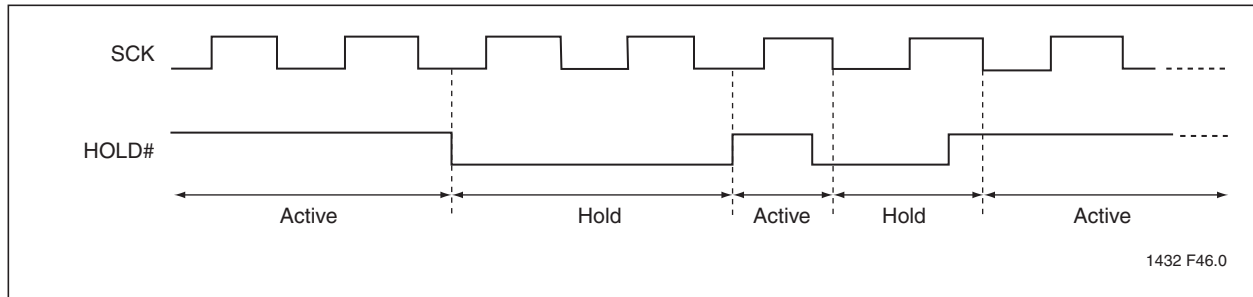 SCK
HOLD#
Active
Hold
Active
Hold
Active
1432 F46.0